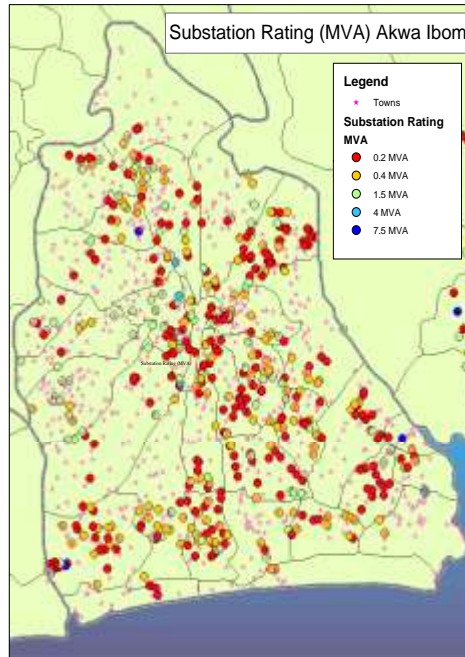 Substation Rating (MVA) Akwa Ibom
Legend
Towns
Substation Rating
MVA
0.2 MVA
0.4 MVA
1.5 MVA
4 MVA
7.5 MVA
Substation Rating (MVA)